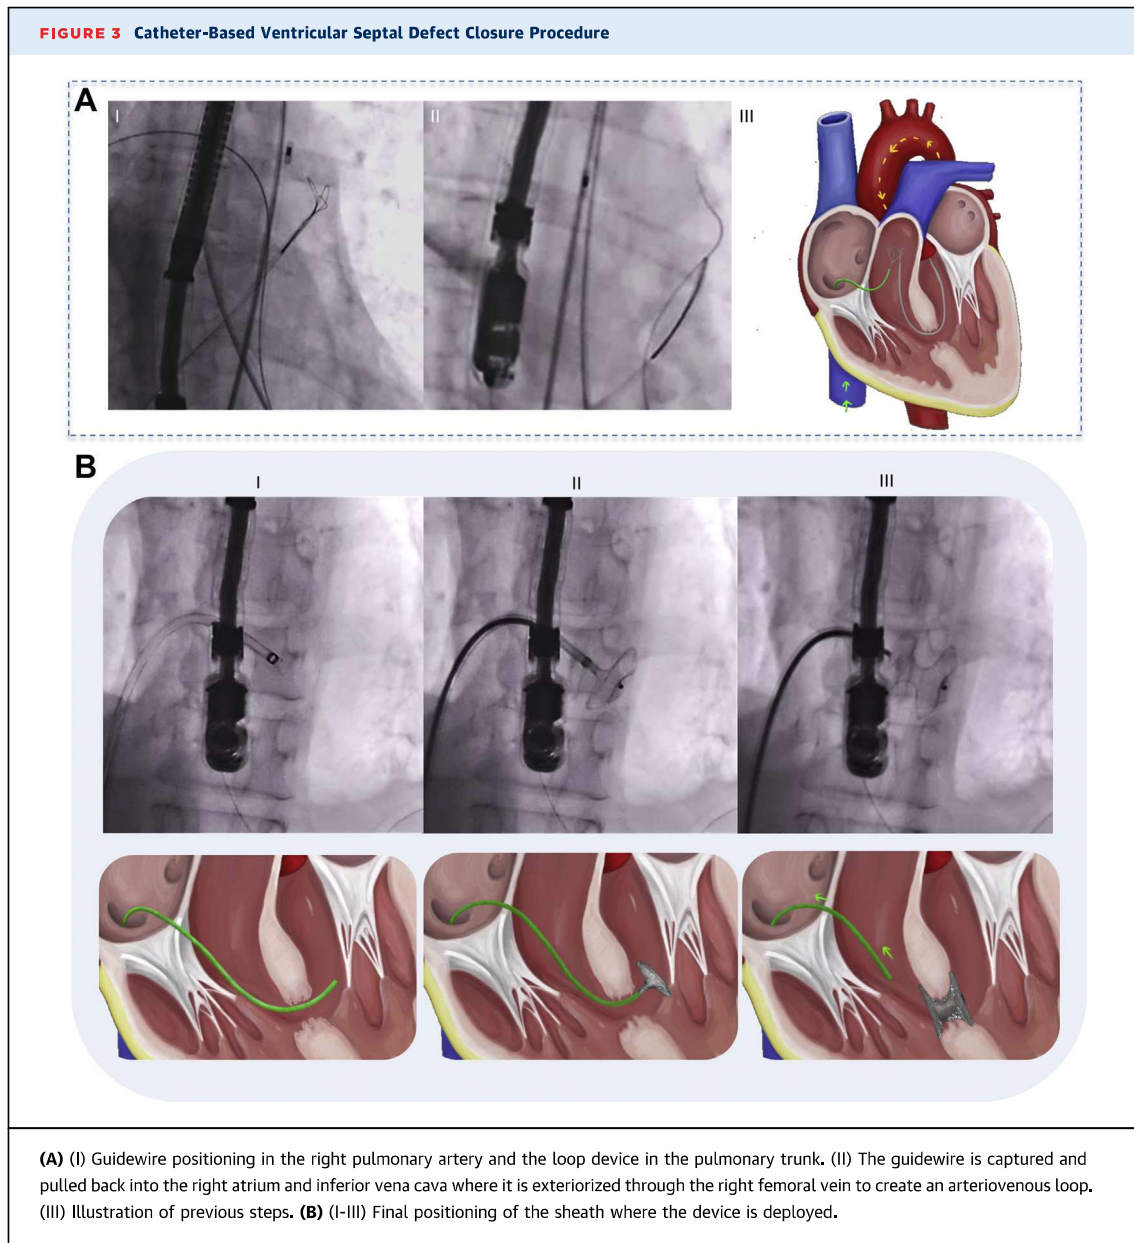 FIGURE 3 Catheter-Based Ventricular Septal Defect Closure Procedure
A
I
II
III
B
I
II
III
(A) (I) Guidewire positioning in the right pulmonary artery and the loop device in the pulmonary trunk. (II) The guidewire is captured and
pulled back into the right atrium and inferior vena cava where it is exteriorized through the right femoral vein to create an arteriovenous loop.
(III) Illustration of previous steps. (B) (I-III) Final positioning of the sheath where the device is deployed.